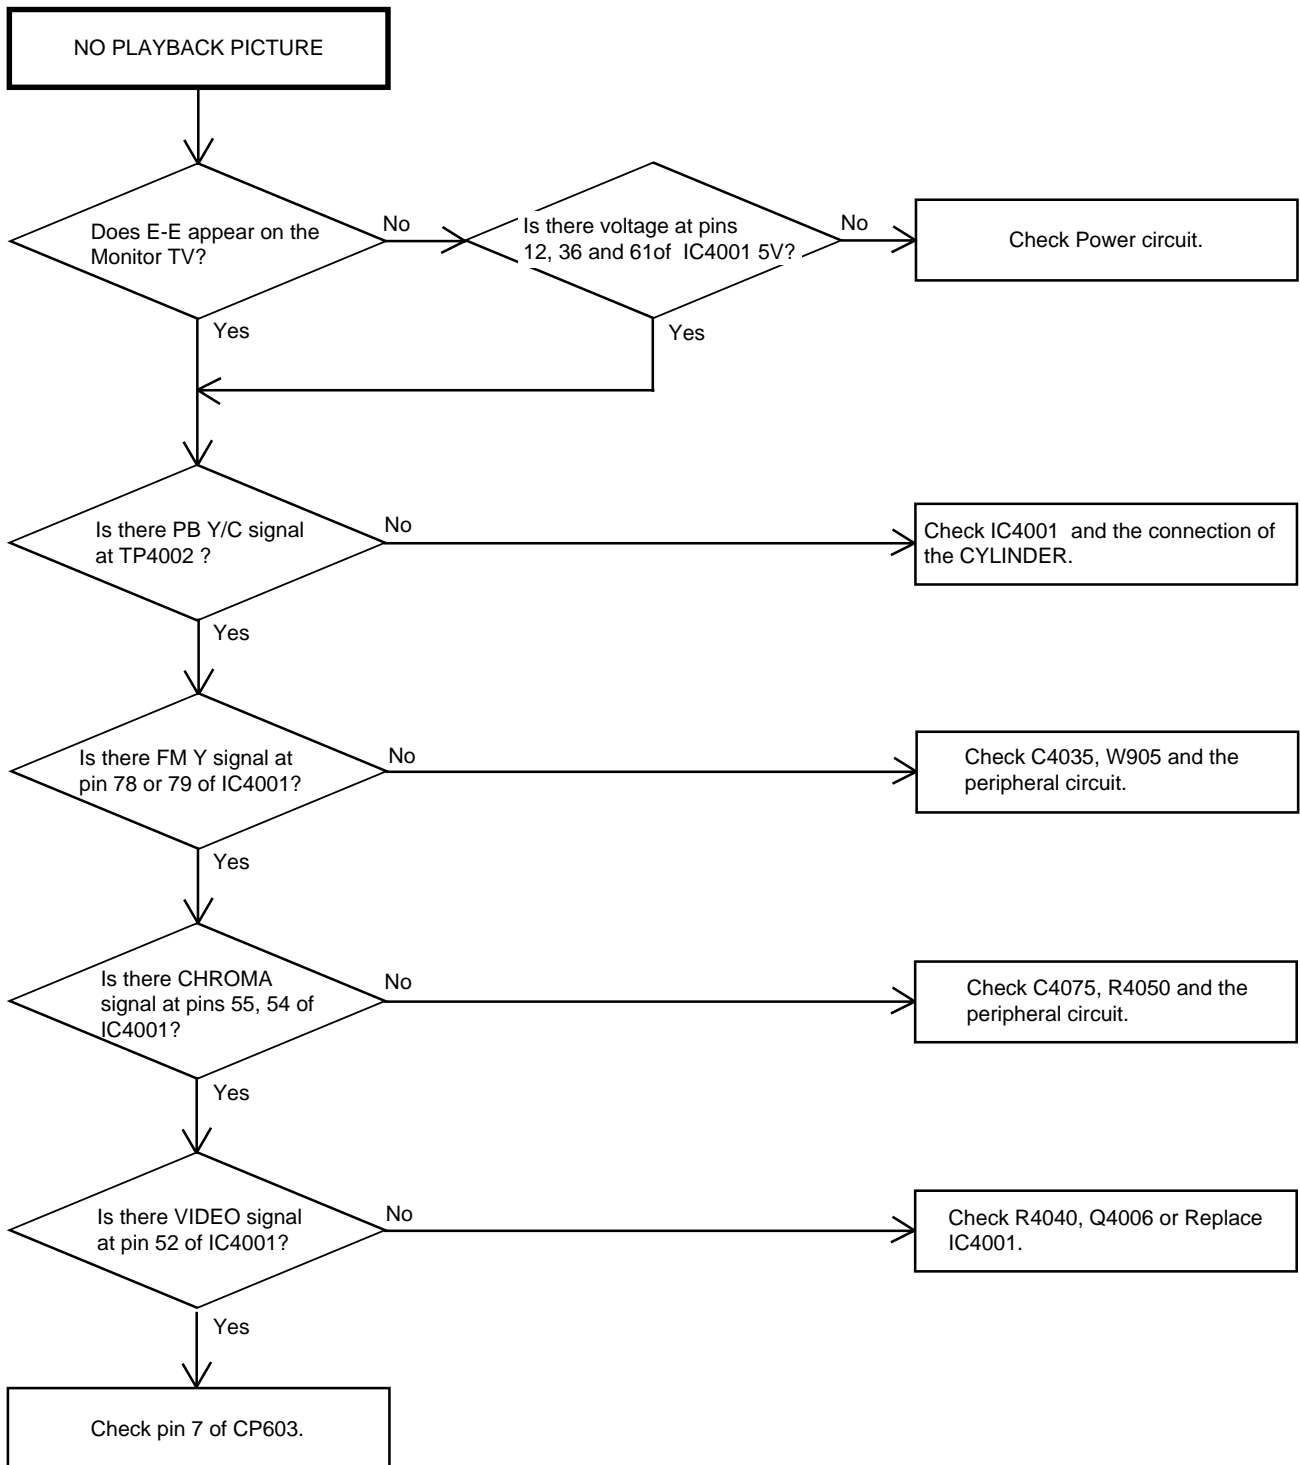 NO PLAYBACK PICTURE
Does E-E appear on the
Monitor TV?
No
Is there voltage at pins
12, 36 and 61of IC4001 5V?
No
Check Power circuit.
Yes
Yes
Is there PB Y/C signal
at TP4002 ?
No
Check IC4001 and the connection of
the CYLINDER.
Yes
Is there FM Y signal at
pin 78 or 79 of IC4001?
No
Check C4035, W905 and the
peripheral circuit.
Yes
Is there CHROMA
signal at pins 55, 54 of
IC4001?
No
Check C4075, R4050 and the
peripheral circuit.
Yes
Is there VIDEO signal
at pin 52 of IC4001?
No
Check R4040, Q4006 or Replace
IC4001.
Yes
Check pin 7 of CP603.